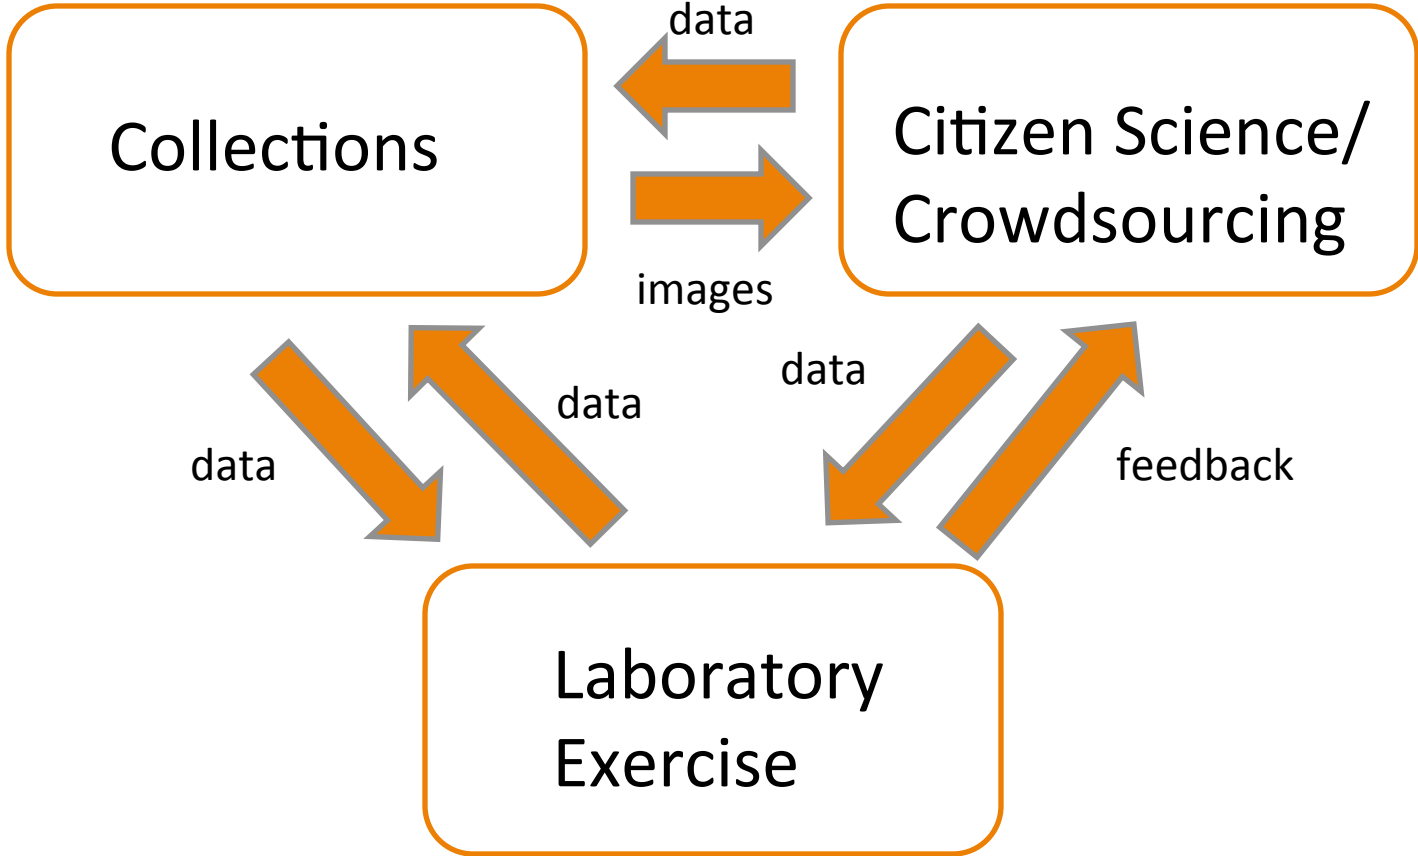 data
Collections
Citizen Science/
Crowdsourcing
images
data
data
data
feedback
Laboratory
Exercise